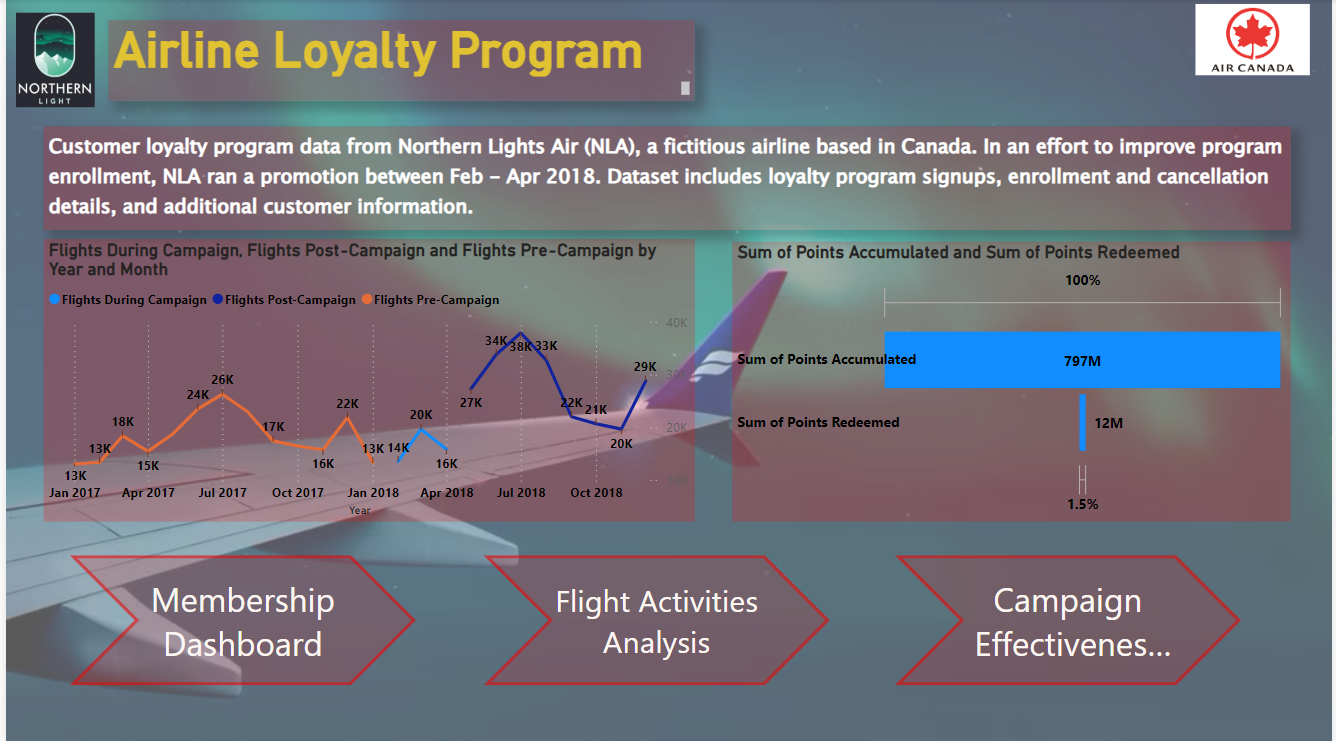 NORTHERN
LIGHT
Airline Loyalty Program
AIR CANADA
Customer loyalty program data from Northern Lights Air (NLA), a fictitious airline based in Canada. In an effort to improve program
enrollment, NLA ran a promotion between Feb – Apr 2018. Dataset includes loyalty program signups, enrollment and cancellation
details, and additional customer information.
Flights During Campaign, Flights Post-Campaign and Flights Pre-Campaign by
Year and Month
Flights During Campaign Flights Post-Campaign Flights Pre-Campaign
40K
30K
20K
10K
13K
13K
18K
15K
24K
26K
17K
16K
22K
13K
14K
20K
16K
27K
34K
38K
33K
22K
21K
20K
29K
Jan 2017 Apr 2017 Jul 2017 Oct 2017 Jan 2018 Apr 2018 Jul 2018 Oct 2018
Year
Sum of Points Accumulated and Sum of Points Redeemed
100%
Sum of Points Accumulated 797M
Sum of Points Redeemed 12M
1.5%
Membership
Dashboard
Flight Activities
Analysis
Campaign
Effectivenes...